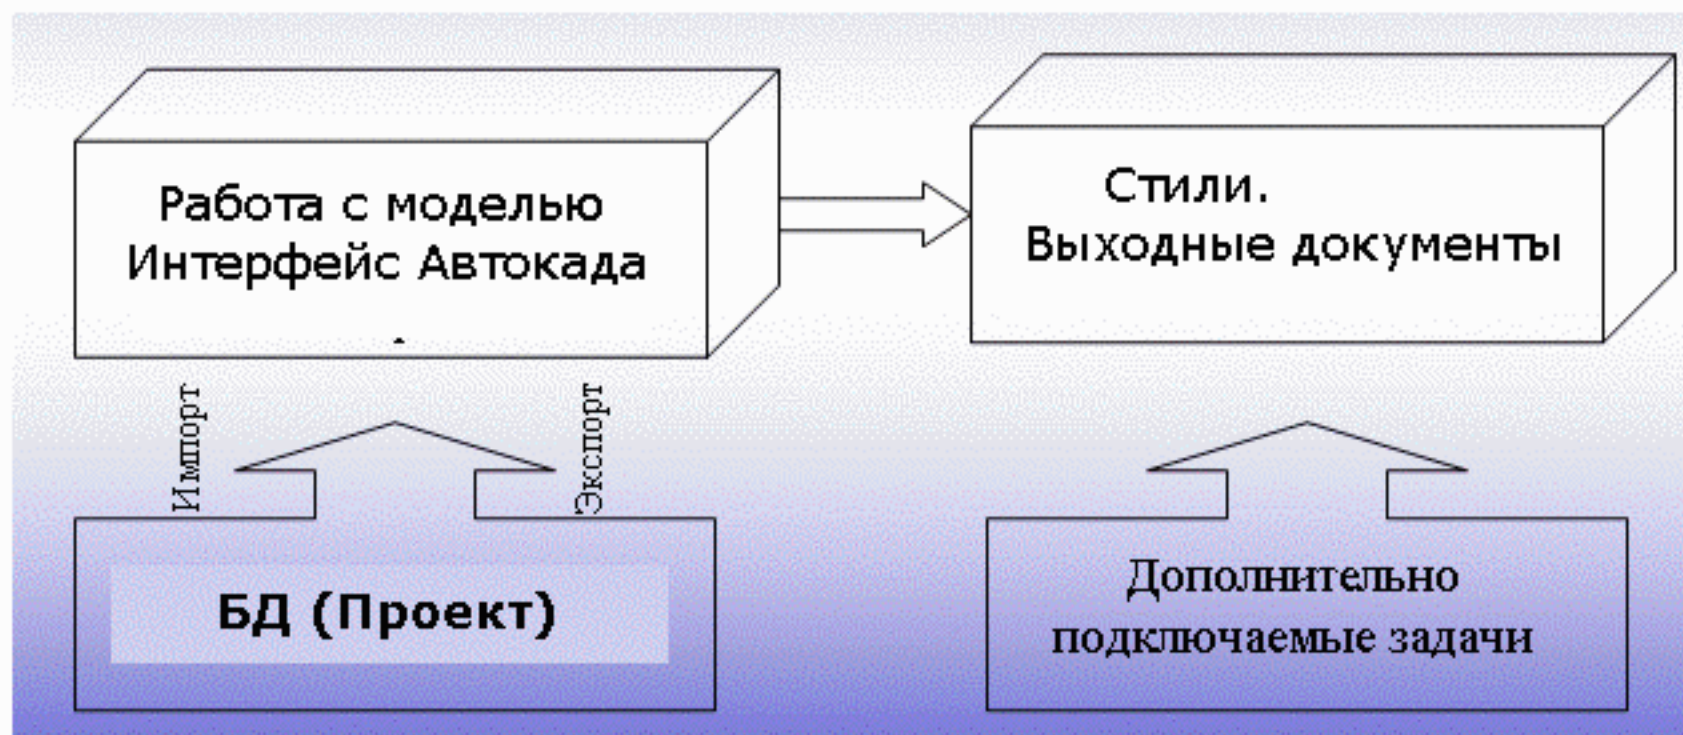 Работа с моделью
Интерфейс Автокада
Стили.
Выходные документы
Импорт
Экспорт
БД (Проект)
Дополнительно
подключаемые задачи